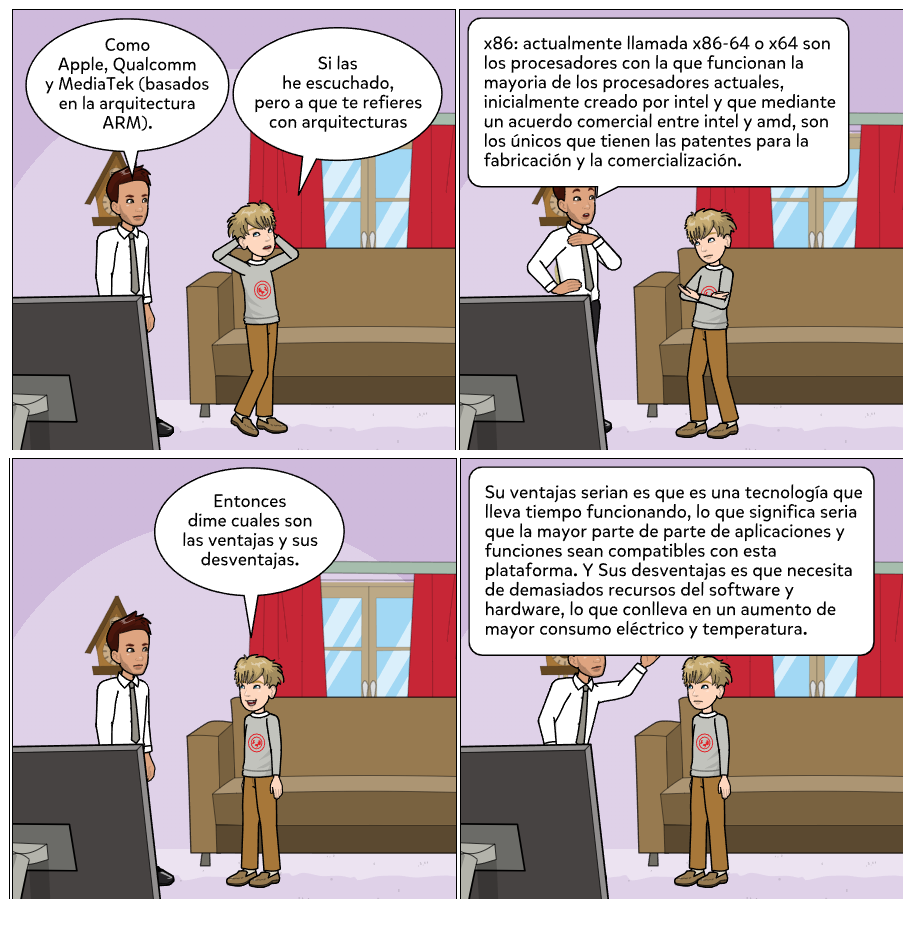 Como
Apple, Qualcomm
y MediaTek (basados
en la arquitectura
ARM).
Si las
he escuchado,
pero a que te refieres
con arquitecturas
x86: actualmente llamada x86-64 o x64 son
los procesadores con la que funcionan la
mayoria de los procesadores actuales,
inicialmente creado por intel y que mediante
un acuerdo comercial entre intel y amd, son
los únicos que tienen las patentes para la
fabricación y la comercialización.
Entonces
dime cuales son
las ventajas y sus
desventajas.
Su ventajas serian es que es una tecnología que
lleva tiempo funcionando, lo que significa seria
que la mayor parte de parte de aplicaciones y
funciones sean compatibles con esta
plataforma. Y Sus desventajas es que necesita
de demasiados recursos del software y
hardware, lo que conlleva en un aumento de
mayor consumo eléctrico y temperatura.